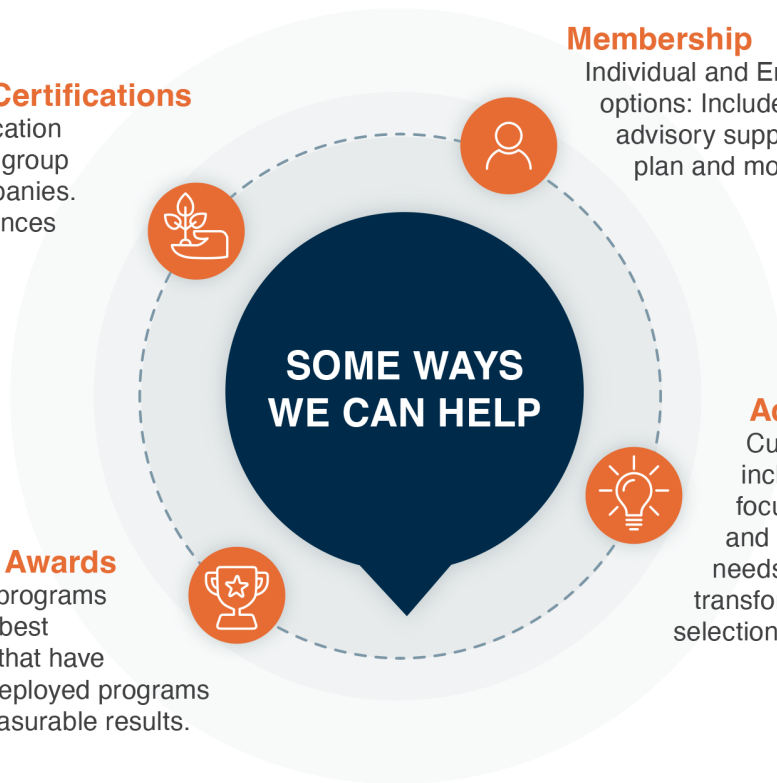 Certifications
cation
group
panies.
nces
Membership
Individual and En
options: Include
advisory supp
plan and mo
SOME WAYS
WE CAN HELP
Ad
Cu
incl
focu
and
needs
transfo
selection
Awards
programs
best
that have
eployed programs
asurable results.